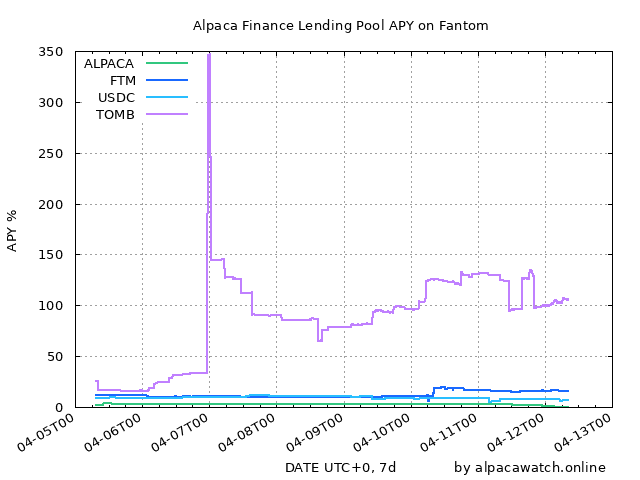 Alpaca Finance Lending Pool APY on Fantom
350
300
250
200
150
100
50
0
APY %
ALPACA
FTM
USDC
TOMB
04-05T00
04-06T00
04-07T00
04-08T00
04-09T00
04-10T00
04-11T00
04-12T00
04-13T00
DATE UTC+0, 7d
by alpacawatch.online